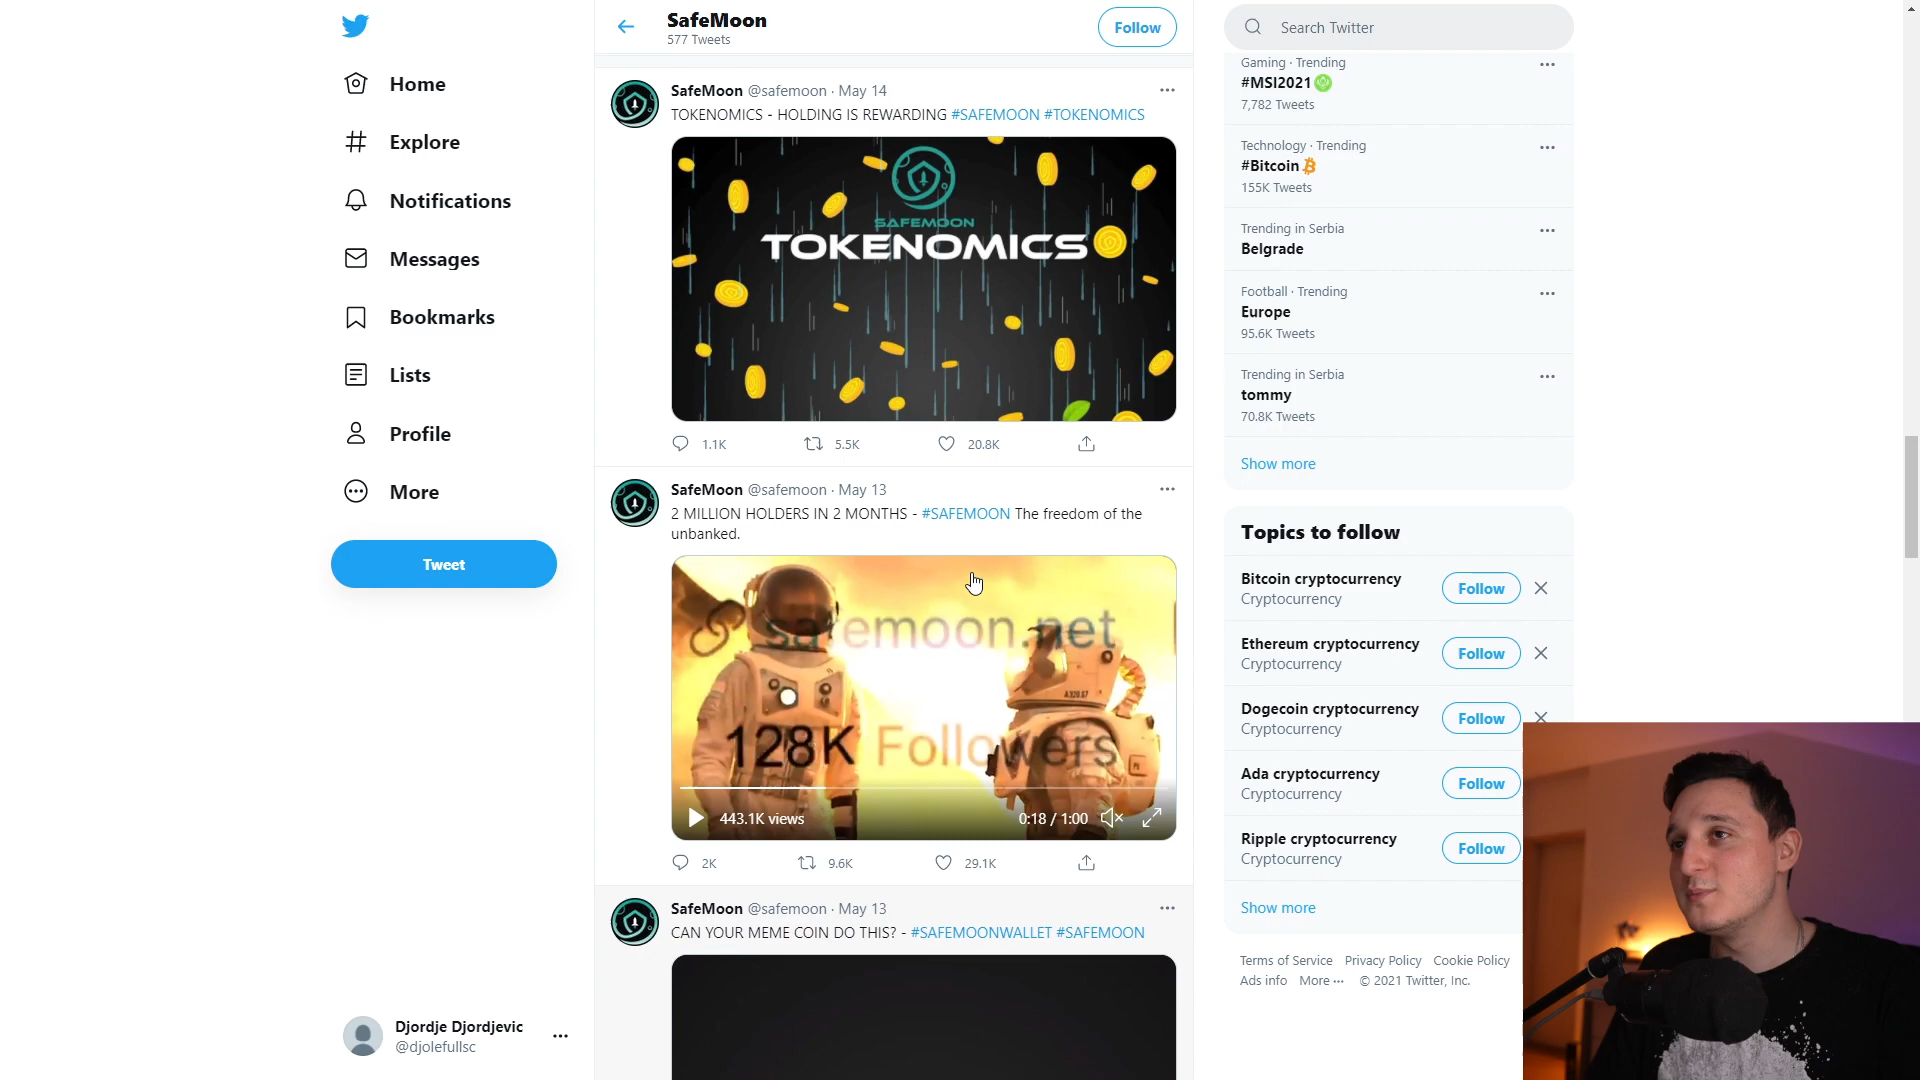 Home
Explore
Notifications
Messages
Bookmarks
Lists
Profile
More
Tweet
Djordje Djordjevic
@djolefullsc
SafeMoon
577 Tweets
Follow
SafeMoon @safemoon · May 14
TOKENOMICS - HOLDING IS REWARDING #SAFEMOON #TOKENOMICS
SAFEMOON
TOKENOMICS
1.1K 5.5K 20.8K
SafeMoon @safemoon · May 13
2 MILLION HOLDERS IN 2 MONTHS - #SAFEMOON The freedom of the
unbanked.
safemoon.net
128K Followers
443.1K views 0:18 / 1:00
2K 9.6K 29.1K
SafeMoon @safemoon · May 13
CAN YOUR MEME COIN DO THIS? - #SAFEMOONWALLET #SAFEMOON
Search Twitter
Gaming · Trending
#MSI2021
7,782 Tweets
Technology · Trending
#Bitcoin
155K Tweets
Trending in Serbia
Belgrade
Football · Trending
Europe
95.6K Tweets
Trending in Serbia
tommy
70.8K Tweets
Show more
Topics to follow
Bitcoin cryptocurrency
Cryptocurrency
Follow
Ethereum cryptocurrency
Cryptocurrency
Follow
Dogecoin cryptocurrency
Cryptocurrency
Follow
Ada cryptocurrency
Cryptocurrency
Follow
Ripple cryptocurrency
Cryptocurrency
Follow
Show more
Terms of Service Privacy Policy Cookie Policy
Ads info More ··· © 2021 Twitter, Inc.